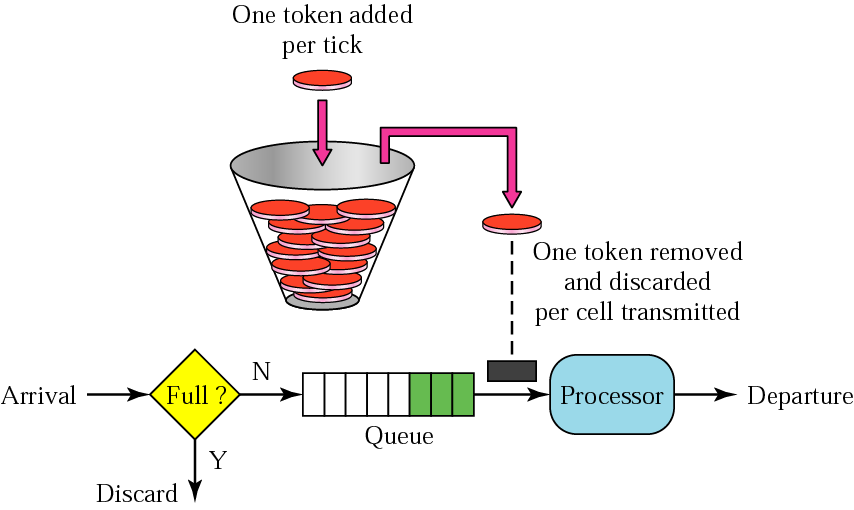 One token added
per tick
One token removed
and discarded
per cell transmitted
Arrival
Full ?
N
Queue
Processor
Departure
Y
Discard